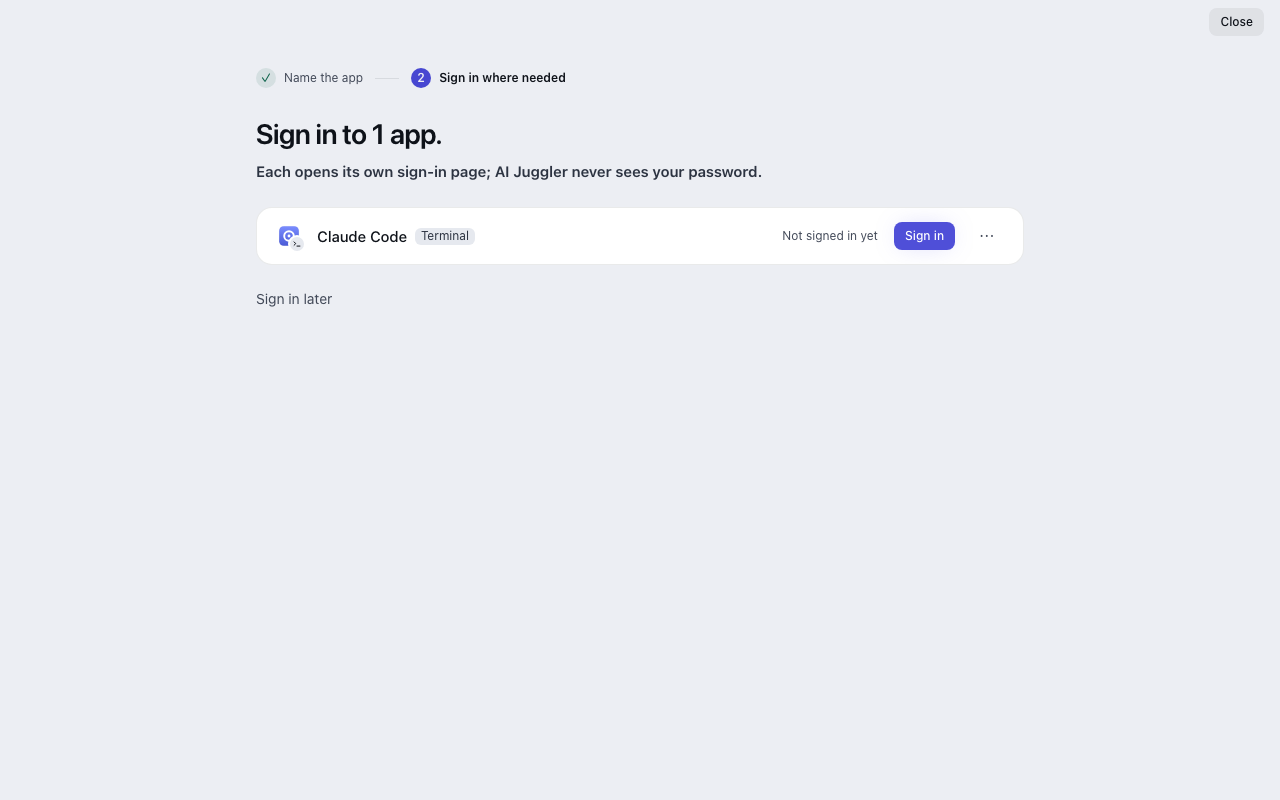 Close
Name the app
2 Sign in where needed
Sign in to 1 app.
Each opens its own sign-in page; AI Juggler never sees your password.
Claude Code Terminal Not signed in yet Sign in ...
Sign in later